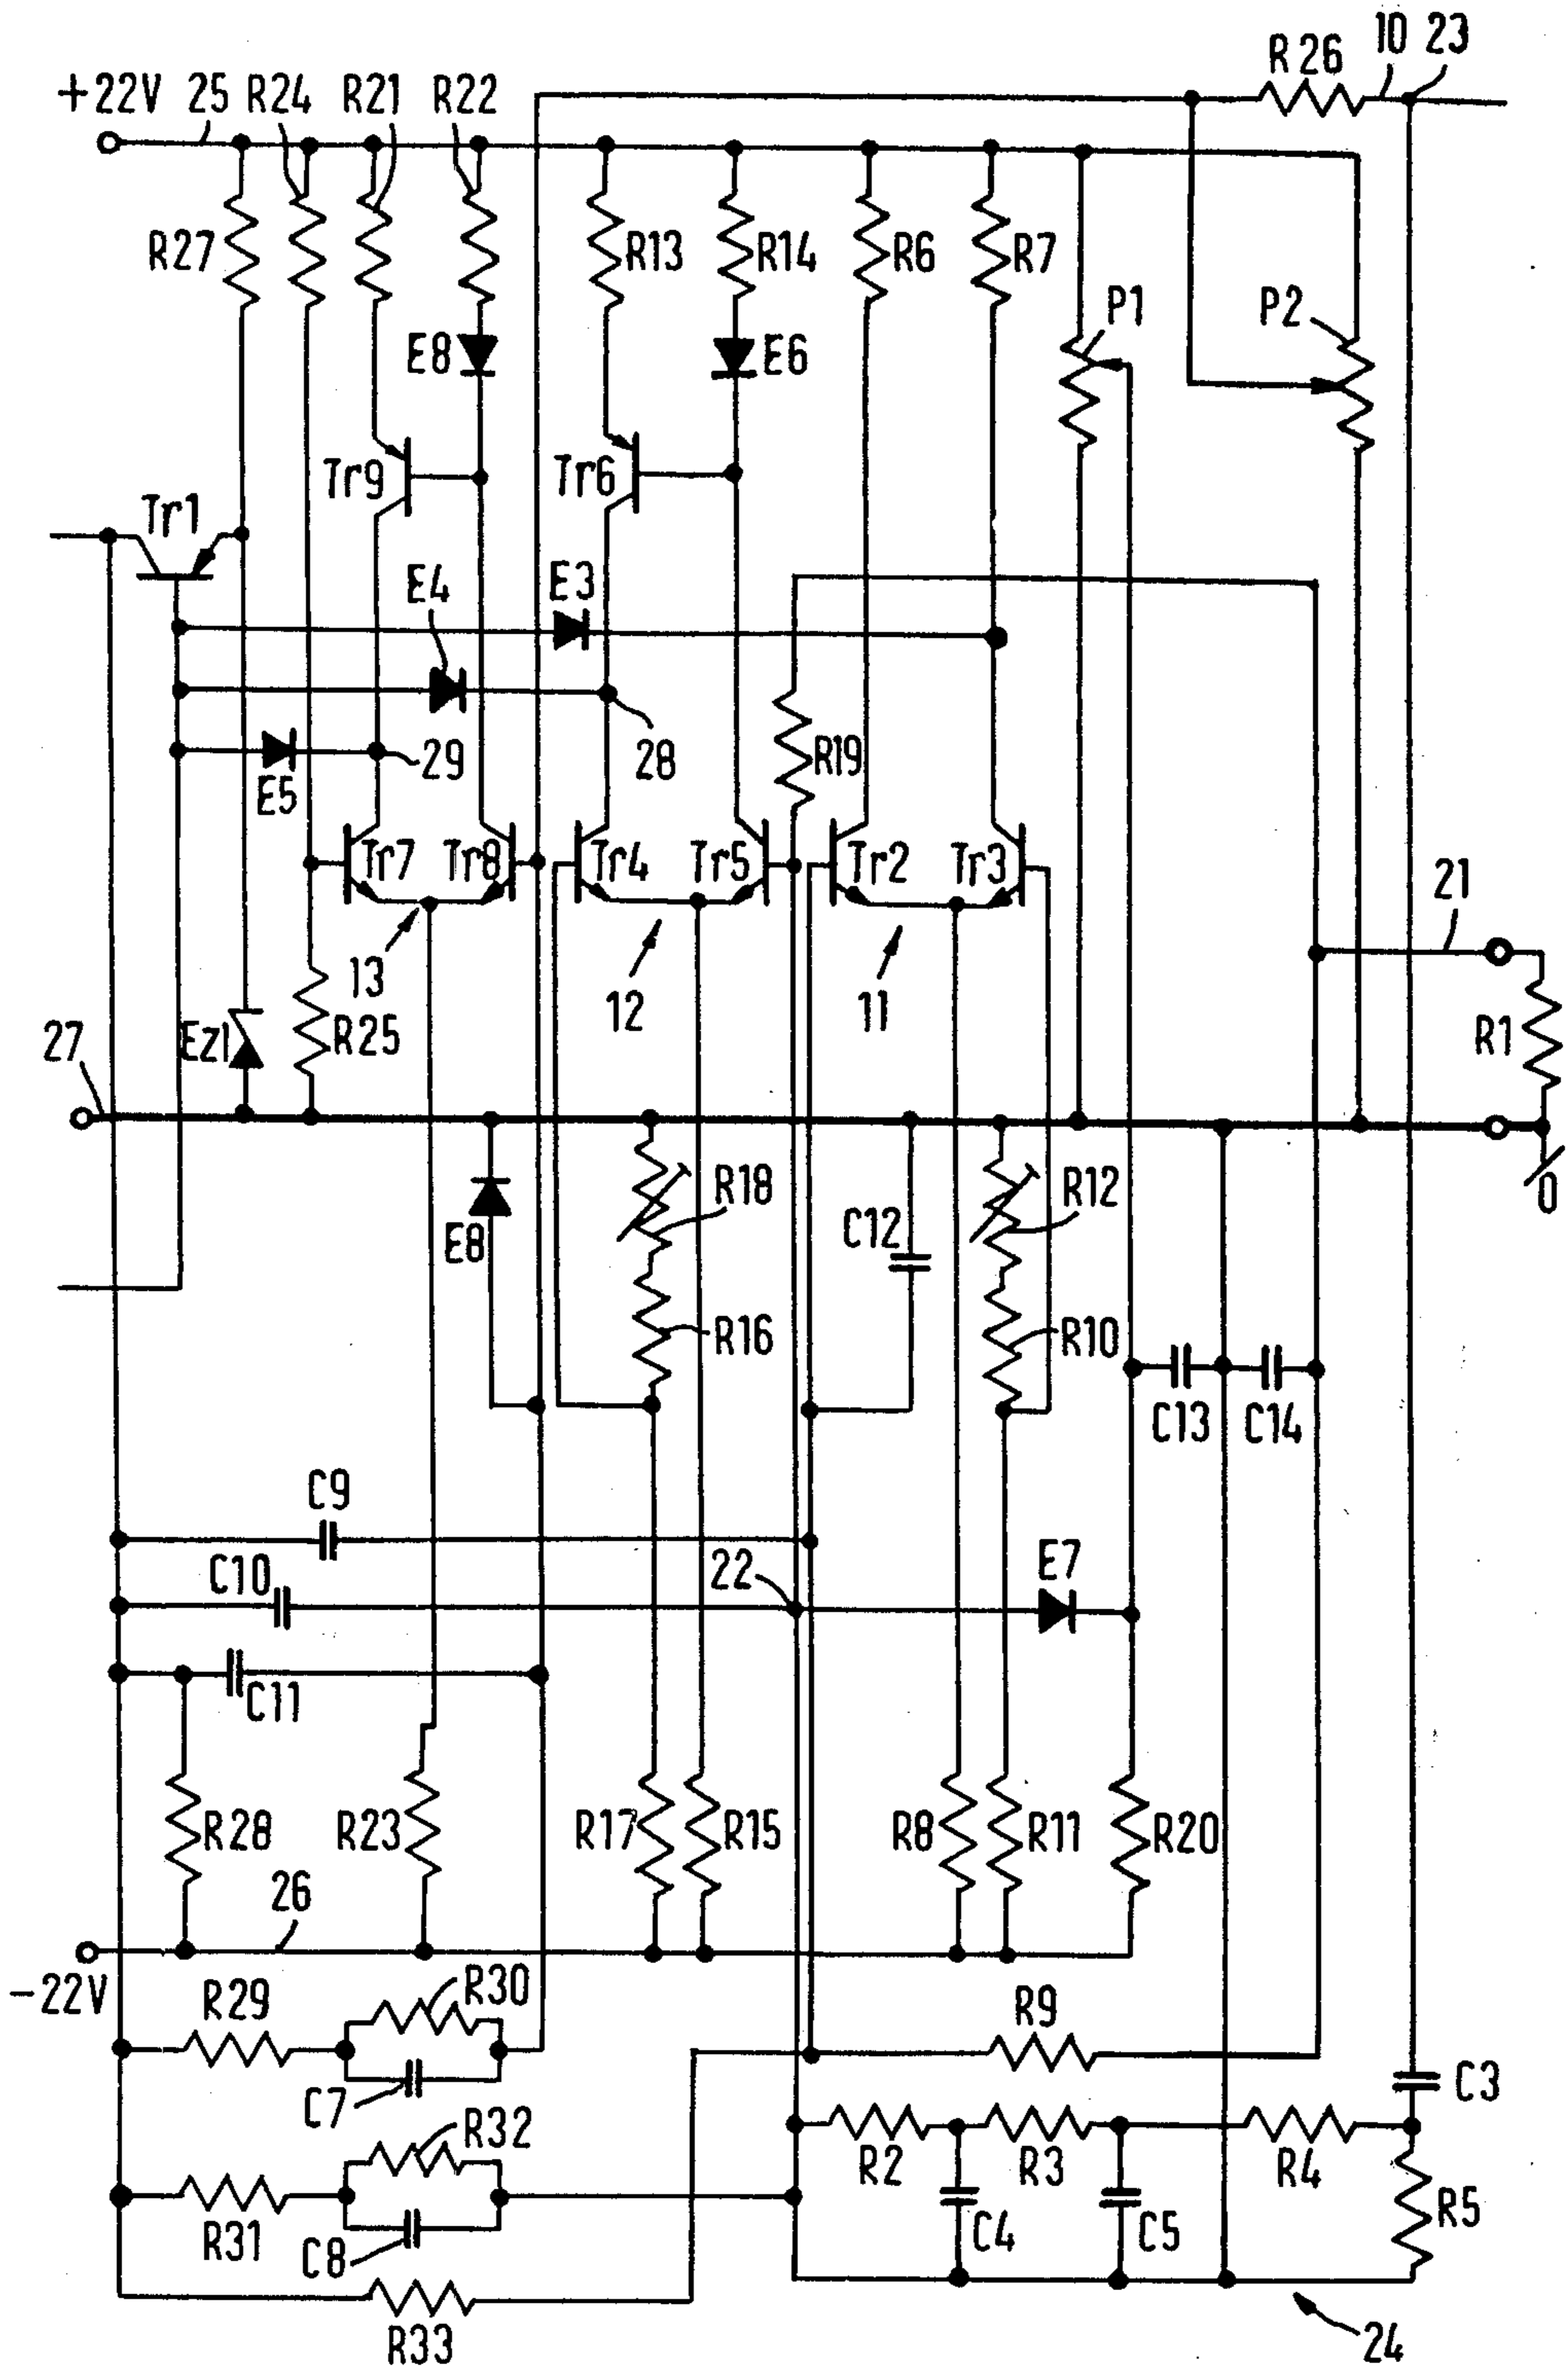 10 23
R26
+22V 25 R24 R21 R22
R27 R13 R14 R6 R7
P1 P2
E8 E6
Tr9 Tr6
Tr1
E4 E3
29 28 R19
E5
Tr7 Tr8 Tr4 Tr5 Tr2 Tr3
21
13 12 11
27 Ez1 R25 R1
R18 R12
E8 C12 0
R16 R10
C13 C14
C9
C10 22 E7
C11
R28 R23 R17 R15 R8 R11 R20
26
-22V
R29 R30 R9
C7 C3
R32
R2 R3 R4
R31 C8 C4 C5 R5
R33 24